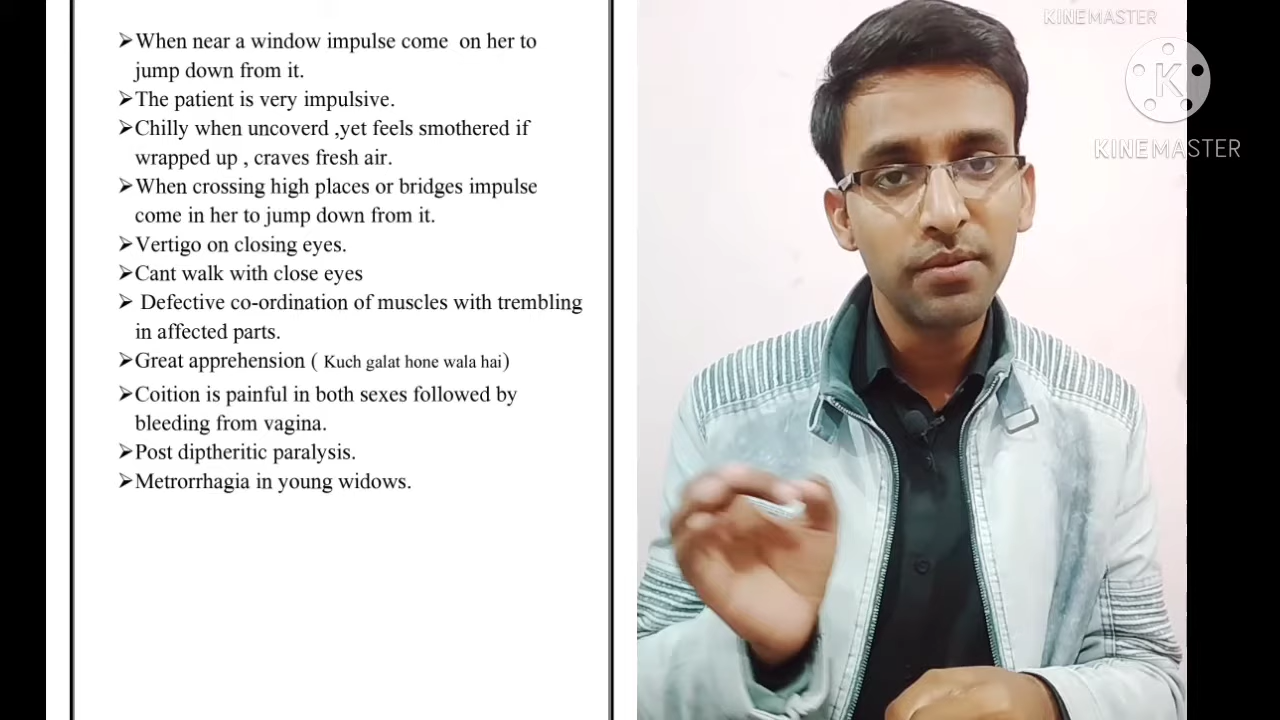 ➤When near a window impulse come on her to
jump down from it.
➤The patient is very impulsive.
➤Chilly when uncoverd ,yet feels smothered if
wrapped up , craves fresh air.
➤When crossing high places or bridges impulse
come in her to jump down from it.
➤Vertigo on closing eyes.
➤Cant walk with close eyes
➤ Defective co-ordination of muscles with trembling
in affected parts.
➤Great apprehension ( Kuch galat hone wala hai)
➤Coition is painful in both sexes followed by
bleeding from vagina.
➤Post diptheritic paralysis.
➤Metrorrhagia in young widows.
KINEMASTER
K
KINEMASTER